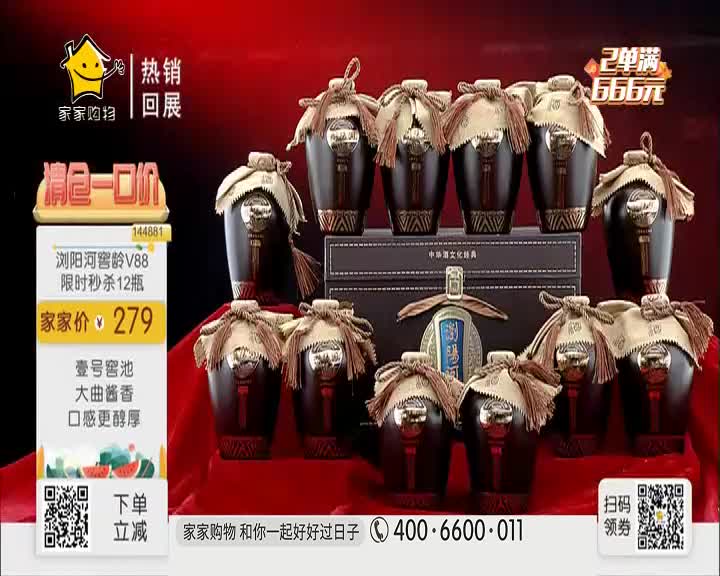 家家购物
热销
回展
2单满
666元
清仓一口价
144881
浏阳河窖龄V88
限时秒杀12瓶
家家价 ¥ 279
壹号窖池
大曲酱香
口感更醇厚
下单
立减
中华酒文化经典
浏陽河
家家购物 和你一起好好过日子
400·6600·011
扫码
领券